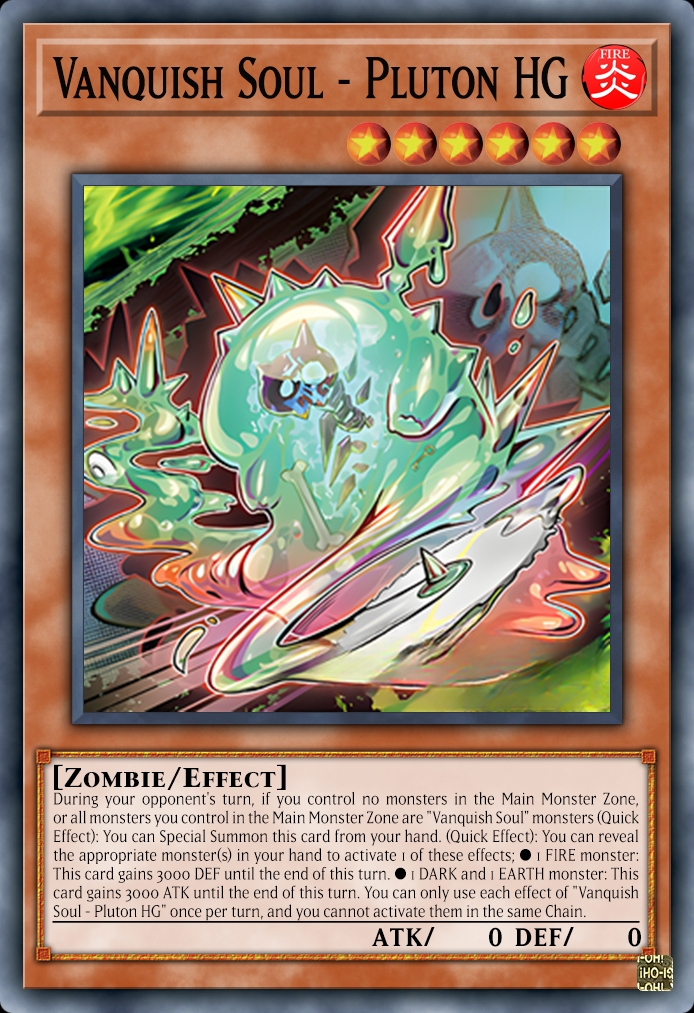 Vanquish Soul - Pluton HG
FIRE
炎
[Zombie/Effect]
During your opponent's turn, if you control no monsters in the Main Monster Zone,
or all monsters you control in the Main Monster Zone are "Vanquish Soul" monsters (Quick
Effect): You can Special Summon this card from your hand. (Quick Effect): You can reveal
the appropriate monster(s) in your hand to activate 1 of these effects; ● 1 FIRE monster:
This card gains 3000 DEF until the end of this turn. ● 1 DARK and 1 EARTH monster: This
card gains 3000 ATK until the end of this turn. You can only use each effect of "Vanquish
Soul - Pluton HG" once per turn, and you cannot activate them in the same Chain.
ATK/ 0 DEF/ 0